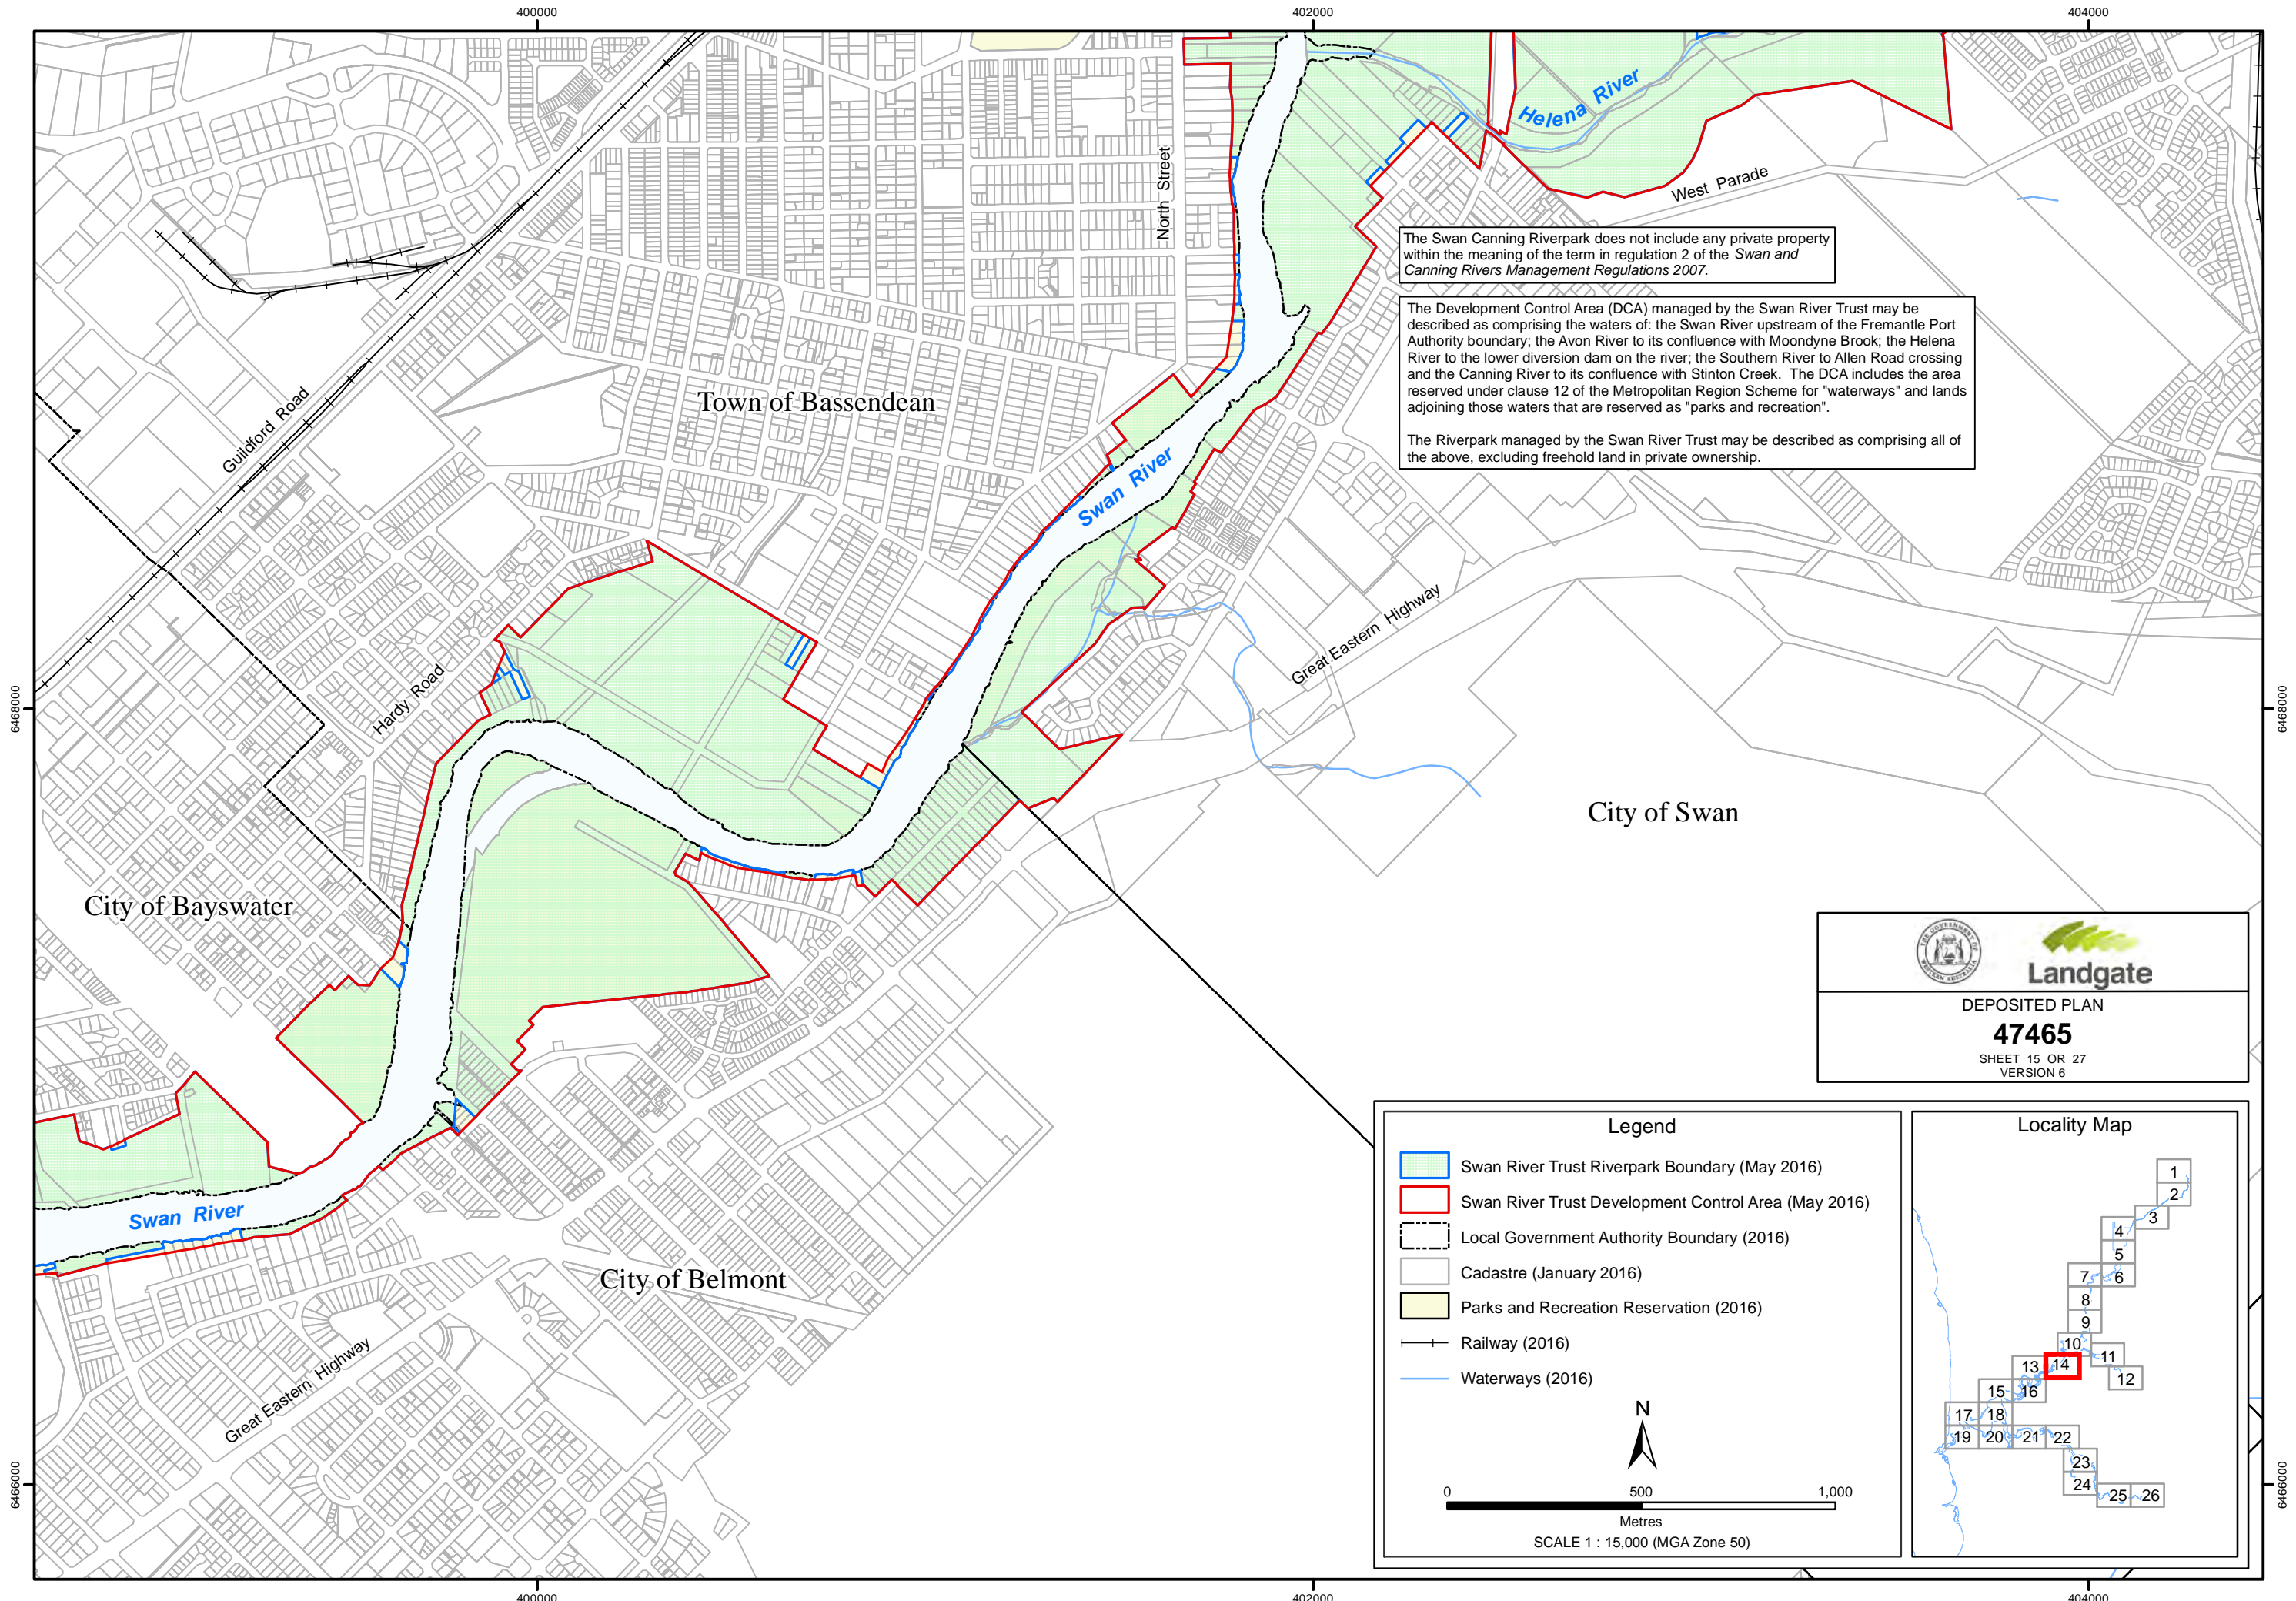 400000
402000
404000
Helena River
West Parade
North Street
The Swan Canning Riverpark does not include any private property
within the meaning of the term in regulation 2 of the Swan and
Canning Rivers Management Regulations 2007.
The Development Control Area (DCA) managed by the Swan River Trust may be
described as comprising the waters of: the Swan River upstream of the Fremantle Port
Authority boundary; the Avon River to its confluence with Moondyne Brook; the Helena
River to the lower diversion dam on the river; the Southern River to Allen Road crossing
and the Canning River to its confluence with Stinton Creek. The DCA includes the area
reserved under clause 12 of the Metropolitan Region Scheme for "waterways" and lands
adjoining those waters that are reserved as "parks and recreation".
The Riverpark managed by the Swan River Trust may be described as comprising all of
the above, excluding freehold land in private ownership.
Guildford Road
Town of Bassendean
Swan River
Great Eastern Highway
Hardy Road
6468000
6468000
City of Swan
City of Bayswater
THE GOVERNMENT OF
WESTERN AUSTRALIA
Landgate
DEPOSITED PLAN
47465
SHEET 15 OR 27
VERSION 6
Swan River
City of Belmont
Great Eastern Highway
Legend
Swan River Trust Riverpark Boundary (May 2016)
Swan River Trust Development Control Area (May 2016)
Local Government Authority Boundary (2016)
Cadastre (January 2016)
Parks and Recreation Reservation (2016)
Railway (2016)
Waterways (2016)
N
0 500 1,000
Metres
SCALE 1 : 15,000 (MGA Zone 50)
Locality Map
1
2
3
4
5
7 6
8
9
10
11
13 14
12
15 16
17 18
19 20 21 22
23
24
25 26
6466000
6466000
400000
402000
404000